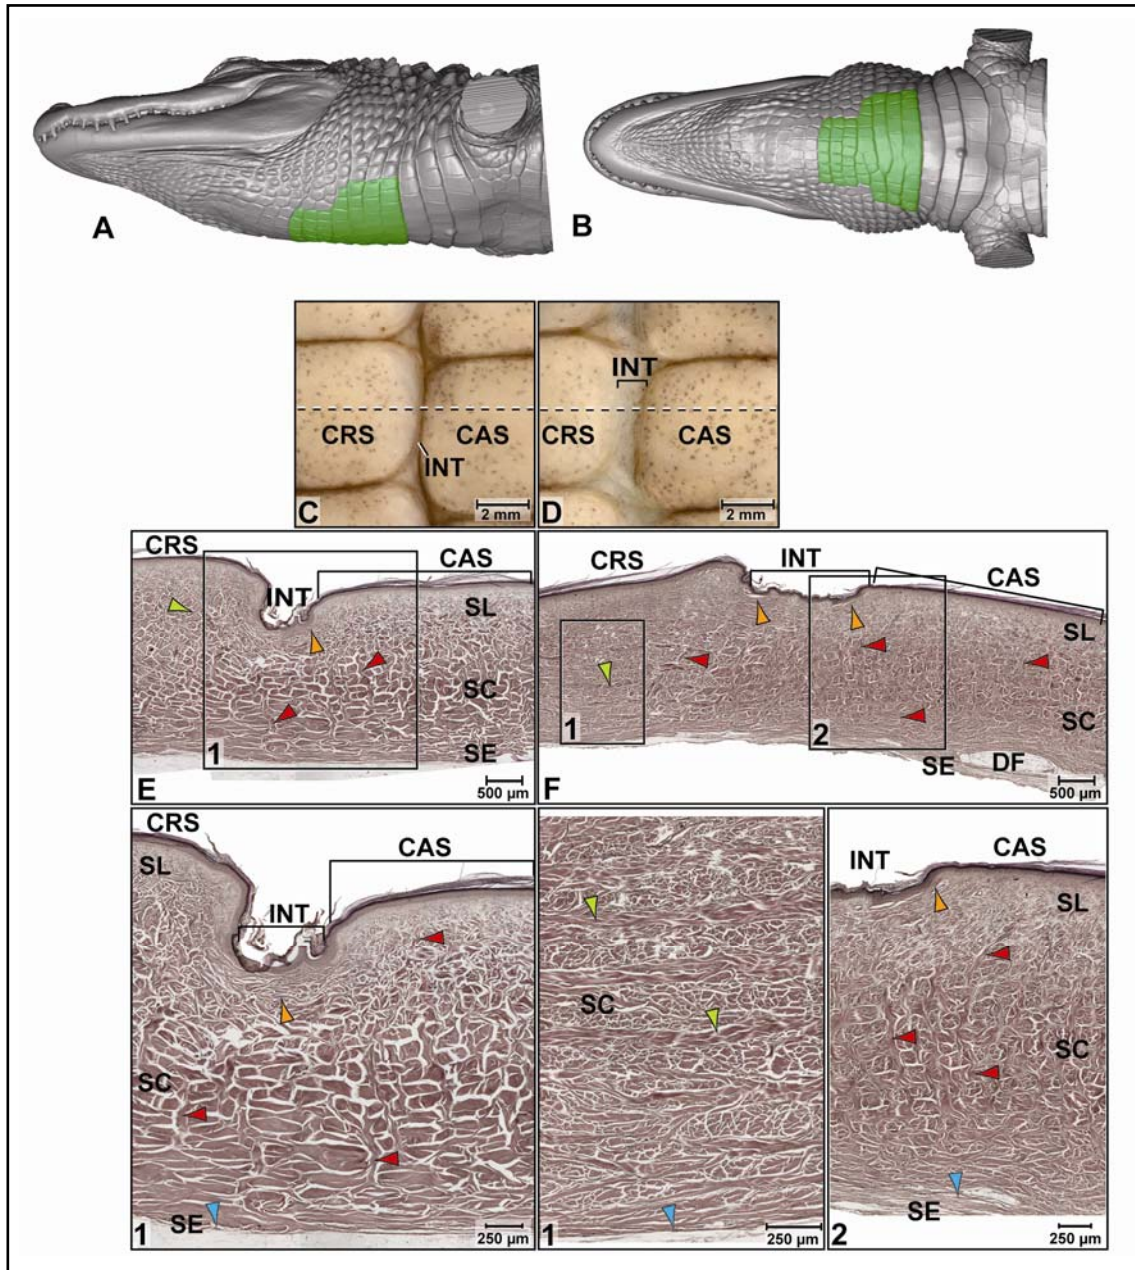 A
B
INT
CRS CAS
INT
CRS CAS
C 2 mm
D 2 mm
CRS CAS
INT
SL
SC
SE
1
E 500 µm
CRS INT CAS
SL
SC
1
2
SE DF
F 500 µm
CRS
CAS
SL
INT
SC
SE
1 250 µm
SC
1 250 µm
INT CAS
SL
SC
SE
2 250 µm